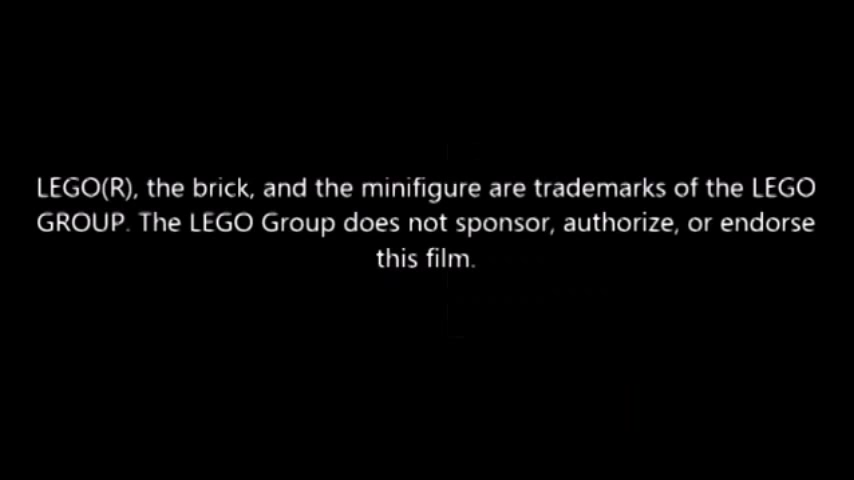 LEGO(R), the brick, and the minifigure are trademarks of the LEGO
GROUP. The LEGO Group does not sponsor, authorize, or endorse
this film.